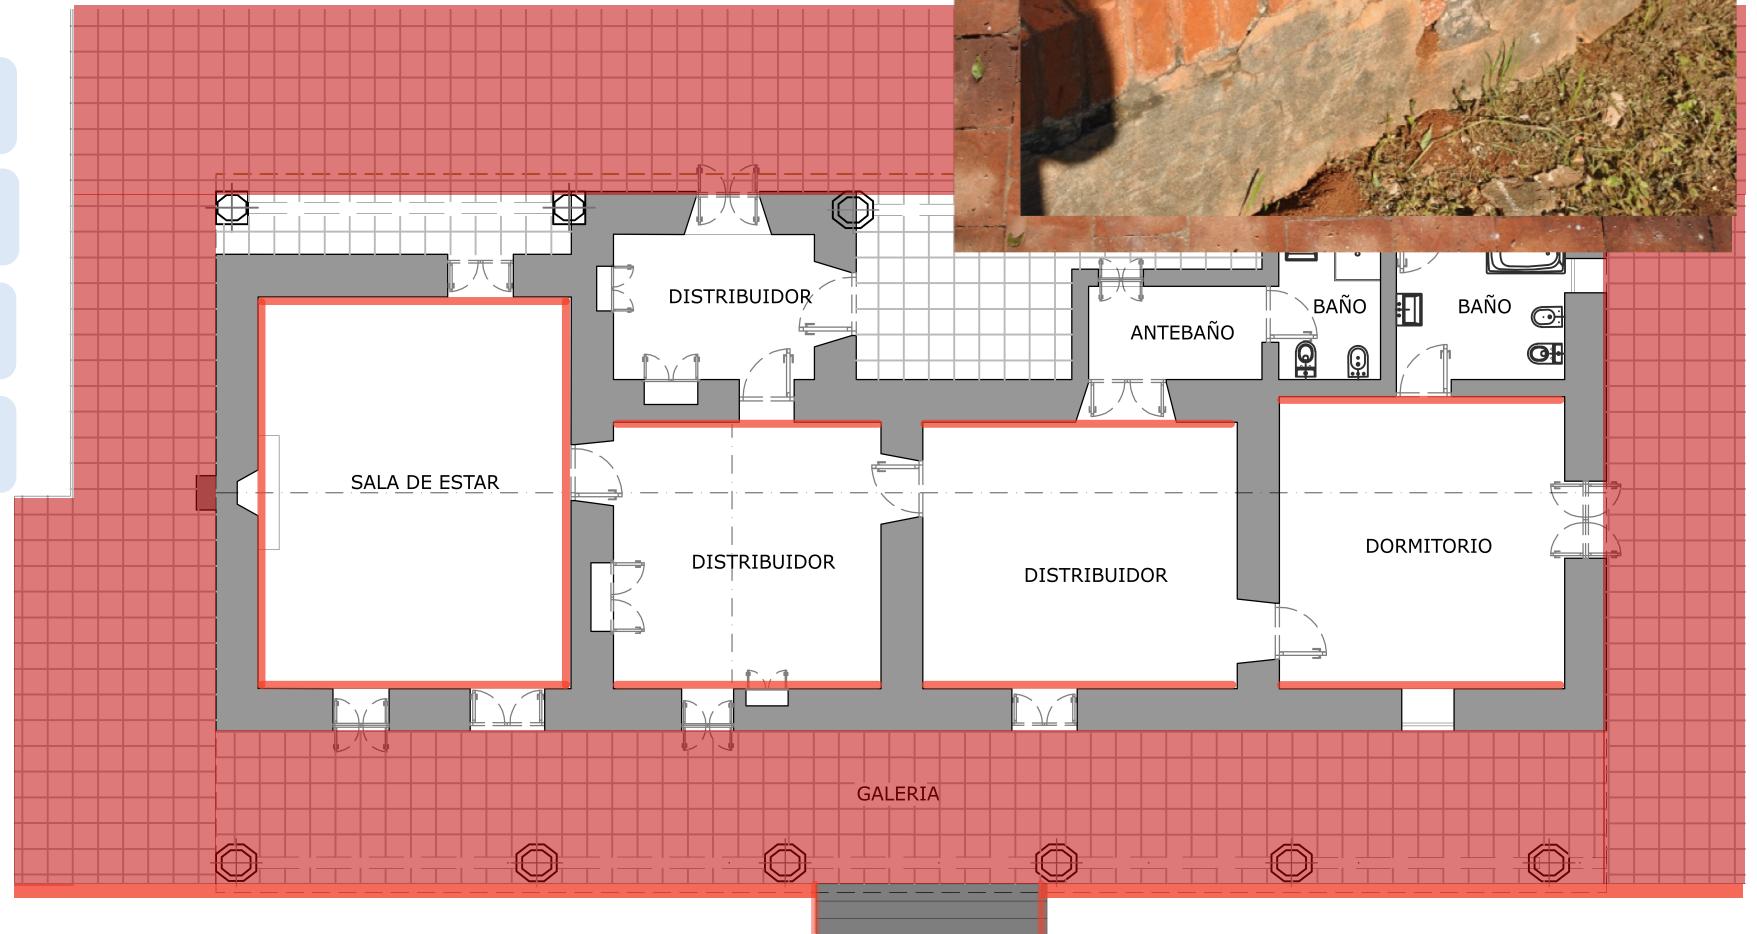 DISTRIBUIDOR
BAÑO
BAÑO
ANTEBAÑO
SALA DE ESTAR
DISTRIBUIDOR
DISTRIBUIDOR
DORMITORIO
GALERIA